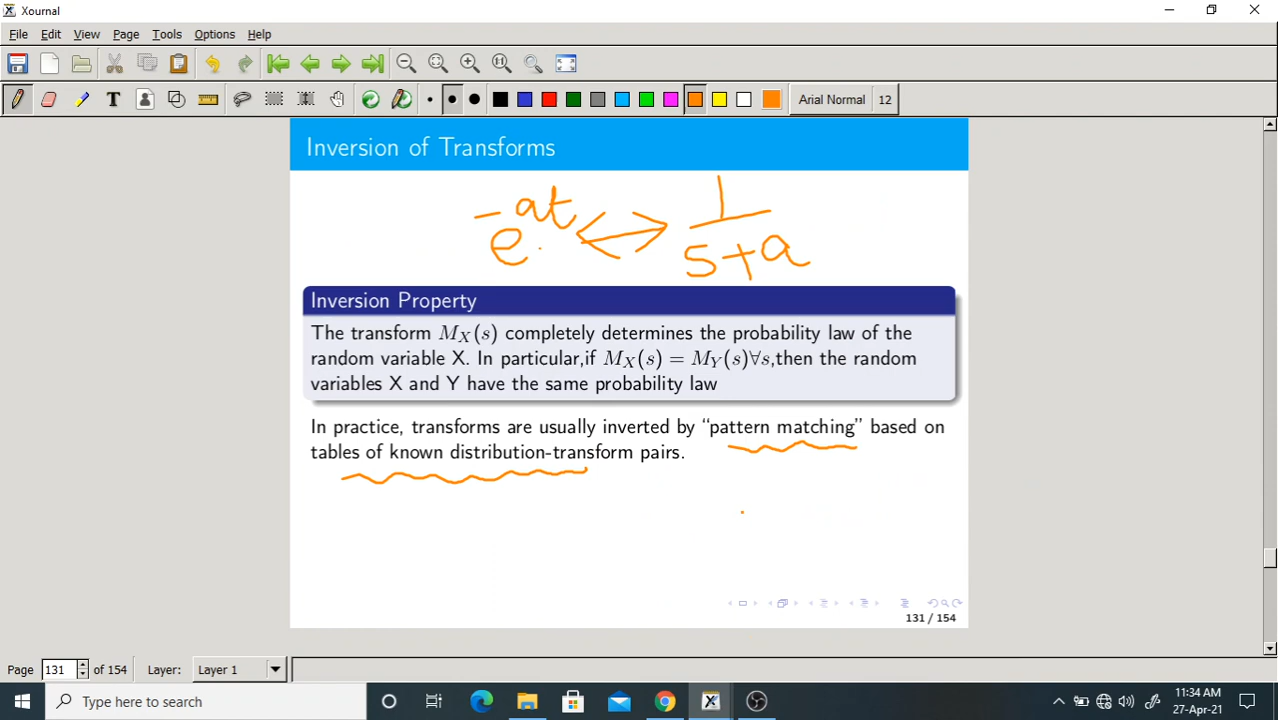 Xournal
File Edit View Page Tools Options Help
Arial Normal 12
Inversion of Transforms
e^{-at} ↔ 1/(s+a)
Inversion Property
The transform M_X(s) completely determines the probability law of the
random variable X. In particular,if M_X(s) = M_Y(s)∀s,then the random
variables X and Y have the same probability law
In practice, transforms are usually inverted by “pattern matching” based on
tables of known distribution-transform pairs.
131 / 154
Page 131 of 154 Layer: Layer 1
Type here to search
11:34 AM
27-Apr-21